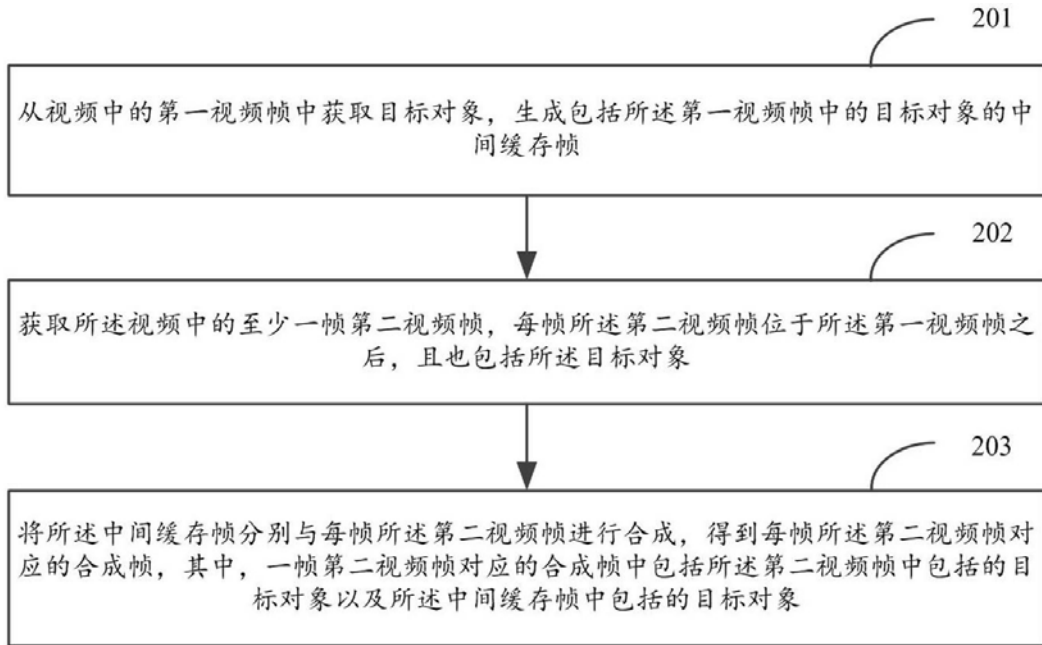 201
从视频中的第一视频帧中获取目标对象，生成包括所述第一视频帧中的目标对象的中
间缓存帧
202
获取所述视频中的至少一帧第二视频帧，每帧所述第二视频帧位于所述第一视频帧之
后，且也包括所述目标对象
203
将所述中间缓存帧分别与每帧所述第二视频帧进行合成，得到每帧所述第二视频帧对
应的合成帧，其中，一帧第二视频帧对应的合成帧中包括所述第二视频帧中包括的目
标对象以及所述中间缓存帧中包括的目标对象